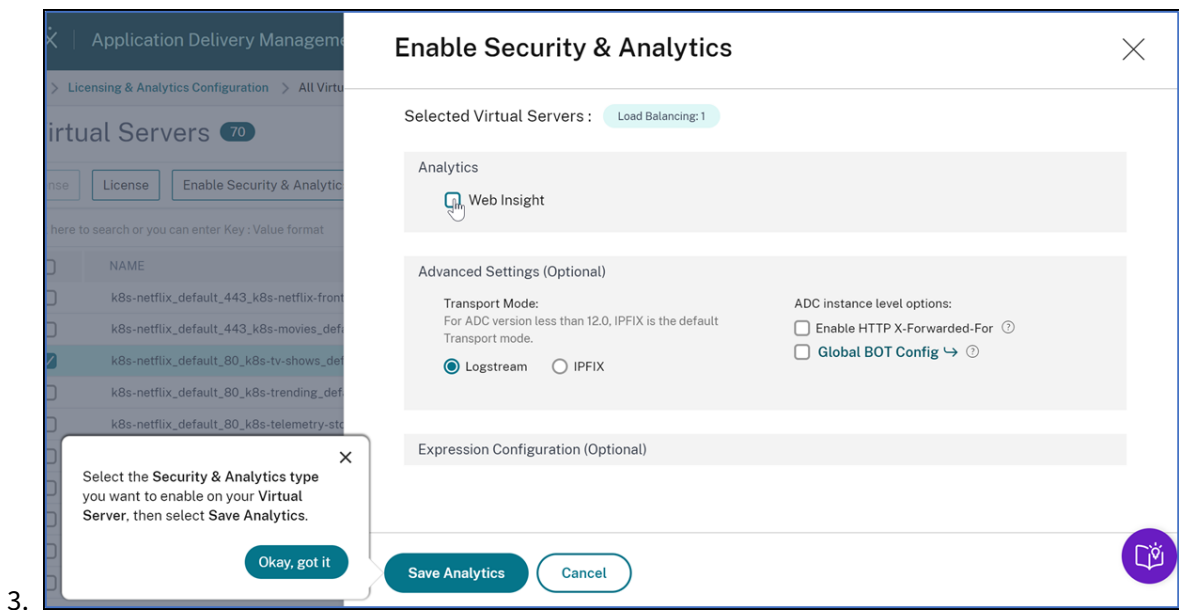 Application Delivery Manageme
Enable Security & Analytics
Licensing & Analytics Configuration > All Virtu
Selected Virtual Servers : Load Balancing: 1
irtual Servers 70
Analytics
nse License Enable Security & Analytic
Web Insight
here to search or you can enter Key : Value format
NAME
Advanced Settings (Optional)
k8s-netflix_default_443_k8s-netflix-front
Transport Mode:
For ADC version less than 12.0, IPFIX is the default
Transport mode.
Logstream IPFIX
ADC instance level options:
Enable HTTP X-Forwarded-For ?
Global BOT Config ↪ ?
k8s-netflix_default_443_k8s-movies_defa
k8s-netflix_default_80_k8s-tv-shows_def
k8s-netflix_default_80_k8s-trending_def
k8s-netflix_default_80_k8s-telemetry-sto
Expression Configuration (Optional)
Select the Security & Analytics type
you want to enable on your Virtual
Server, then select Save Analytics.
Okay, got it
Save Analytics Cancel
3.